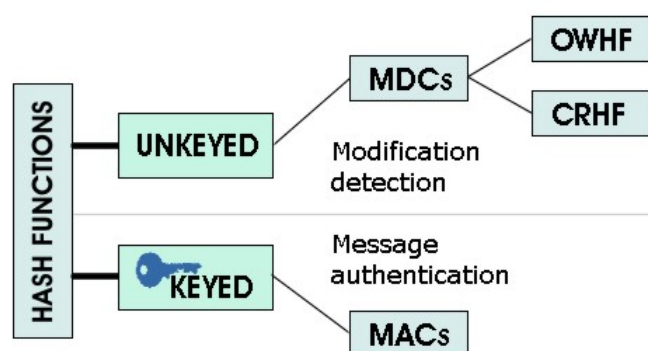 HASH FUNCTIONS
UNKEYED
MDCs
OWHF
CRHF
Modification
detection
KEYED
Message
authentication
MACs